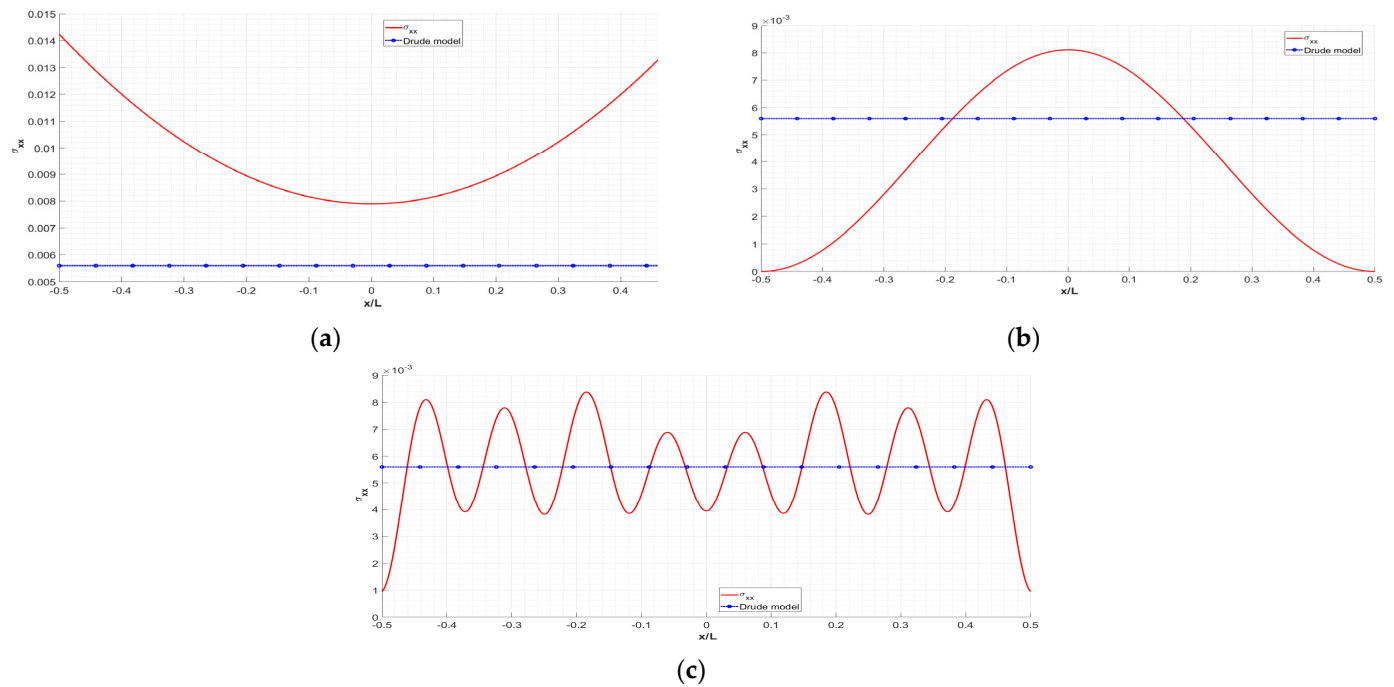 0.015
0.014
0.013
0.012
0.011
0.01
0.009
0.008
0.007
0.006
0.005
σxx
-0.5 -0.4 -0.3 -0.2 -0.1 0 0.1 0.2 0.3 0.4
x/L
σxx
Drude model
(a)
×10-3
9
8
7
6
5
4
3
2
1
0
σxx
-0.5 -0.4 -0.3 -0.2 -0.1 0 0.1 0.2 0.3 0.4 0.5
x/L
σxx
Drude model
(b)
×10-3
9
8
7
6
5
4
3
2
1
0
σxx
-0.5 -0.4 -0.3 -0.2 -0.1 0 0.1 0.2 0.3 0.4 0.5
x/L
σxx
Drude model
(c)